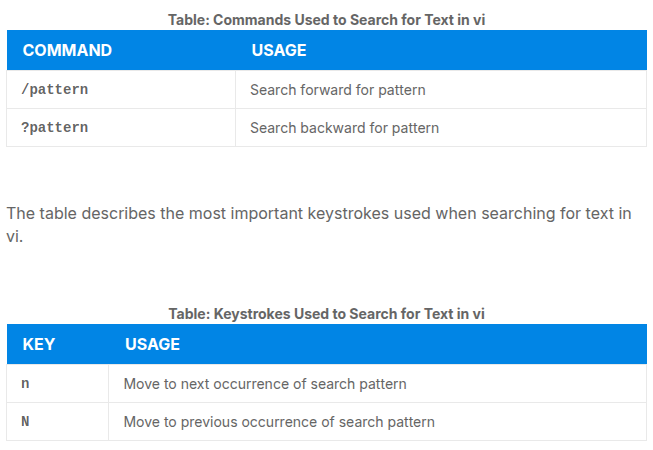 Table: Commands Used to Search for Text in vi
COMMAND USAGE
/pattern Search forward for pattern
?pattern Search backward for pattern
The table describes the most important keystrokes used when searching for text in
vi.
Table: Keystrokes Used to Search for Text in vi
KEY USAGE
n Move to next occurrence of search pattern
N Move to previous occurrence of search pattern